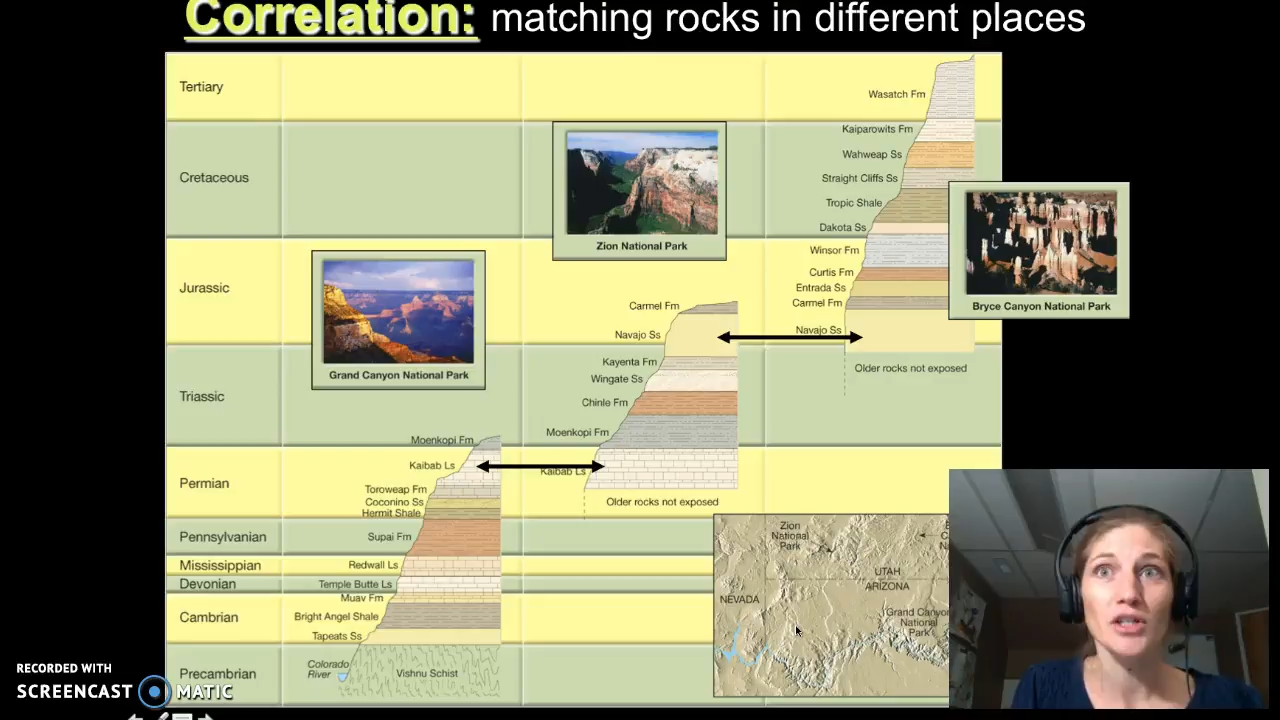 Correlation: matching rocks in different places
Tertiary
Cretaceous
Jurassic
Triassic
Permian
Pennsylvanian
Mississippian
Devonian
Cambrian
Precambrian
Grand Canyon National Park
Moenkopi Fm
Kaibab Ls
Toroweap Fm
Coconino Ss
Hermit Shale
Supai Fm
Redwall Ls
Temple Butte Ls
Muav Fm
Bright Angel Shale
Tapeats Ss
Colorado
River
Vishnu Schist
Zion National Park
Carmel Fm
Navajo Ss
Kayenta Fm
Wingate Ss
Chinle Fm
Moenkopi Fm
Kaibab Ls
Older rocks not exposed
Wasatch Fm
Kaiparowits Fm
Wahweap Ss
Straight Cliffs Ss
Tropic Shale
Dakota Ss
Winsor Fm
Curtis Fm
Entrada Ss
Carmel Fm
Navajo Ss
Older rocks not exposed
Bryce Canyon National Park
Zion
National
Park
UTAH
ARIZONA
NEVADA
Grand Canyon
National
Park
RECORDED WITH
SCREENCAST MATIC